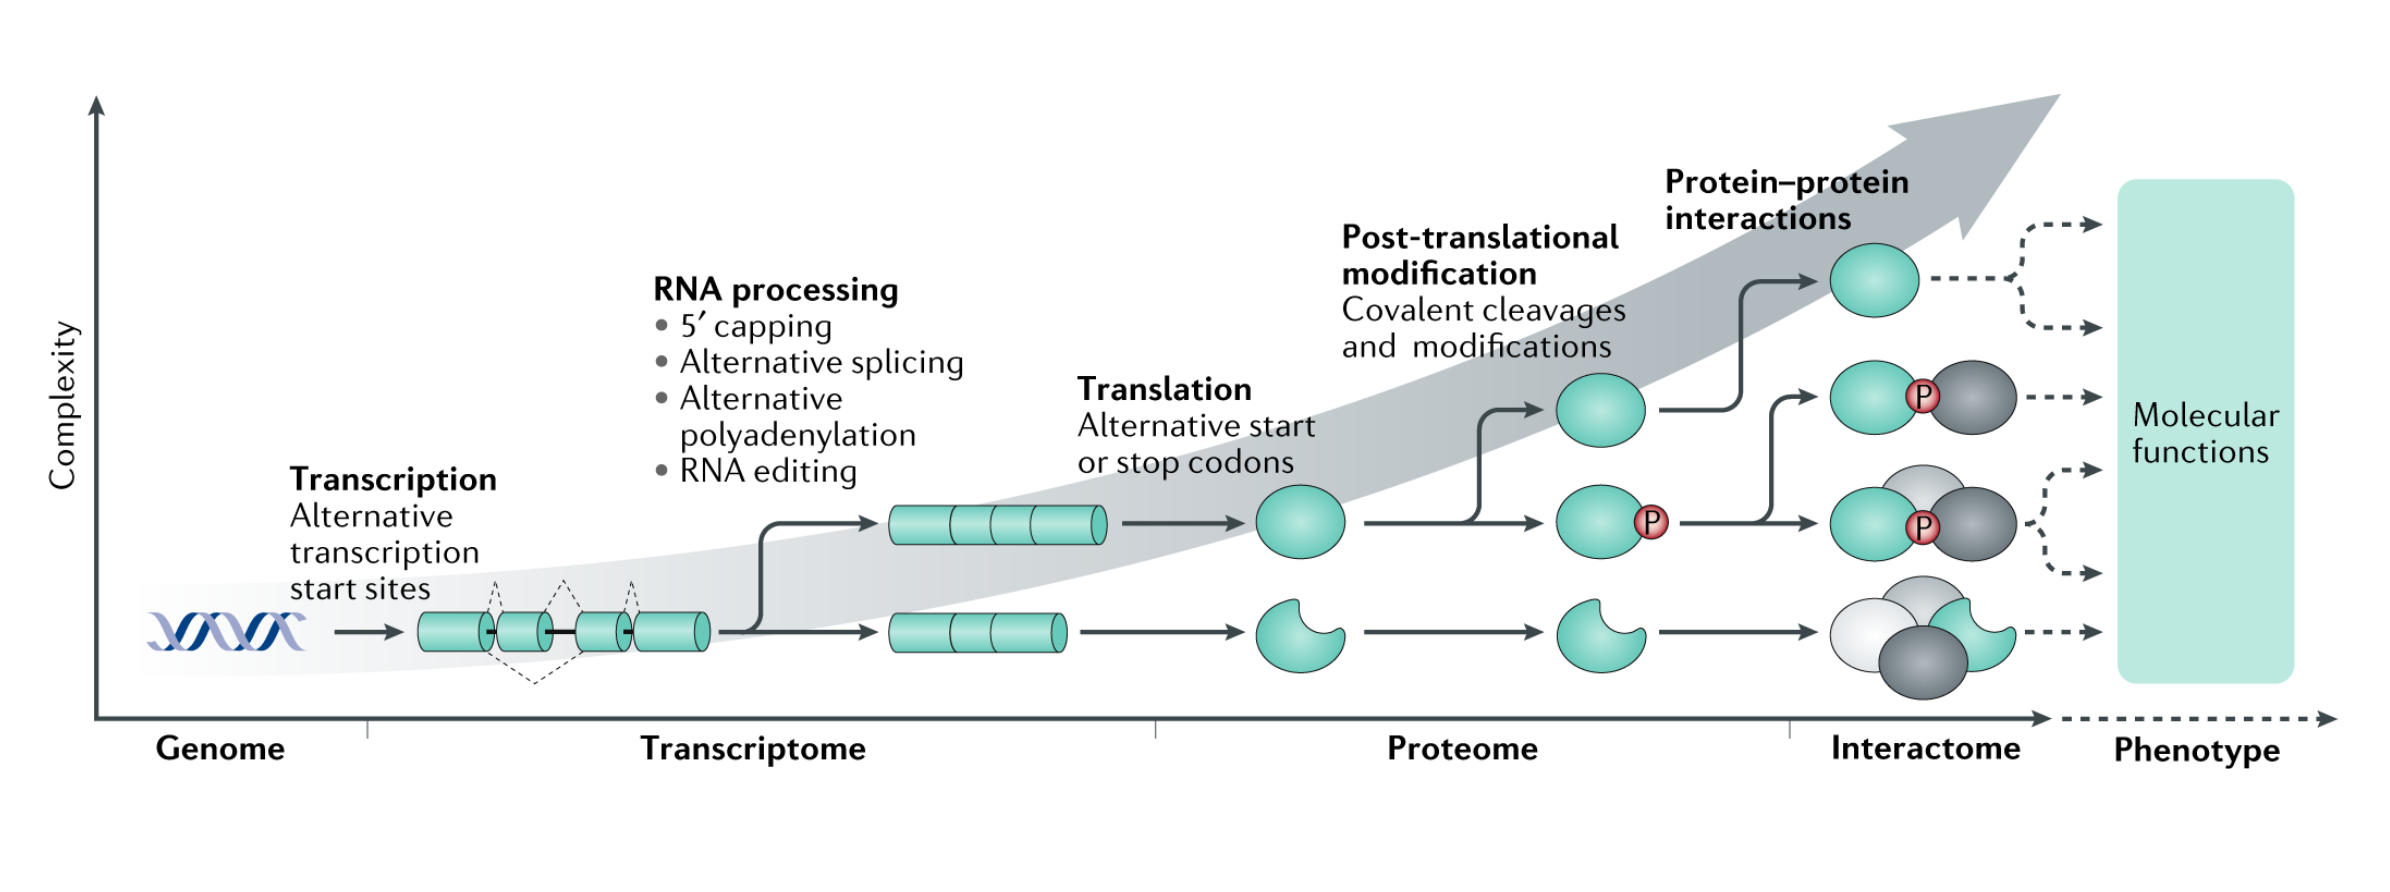 Complexity
Transcription
Alternative
transcription
start sites
RNA processing
• 5′ capping
• Alternative splicing
• Alternative
polyadenylation
• RNA editing
Translation
Alternative start
or stop codons
Post-translational
modification
Covalent cleavages
and modifications
Protein–protein
interactions
P
P
P
Molecular
functions
Genome
Transcriptome
Proteome
Interactome
Phenotype